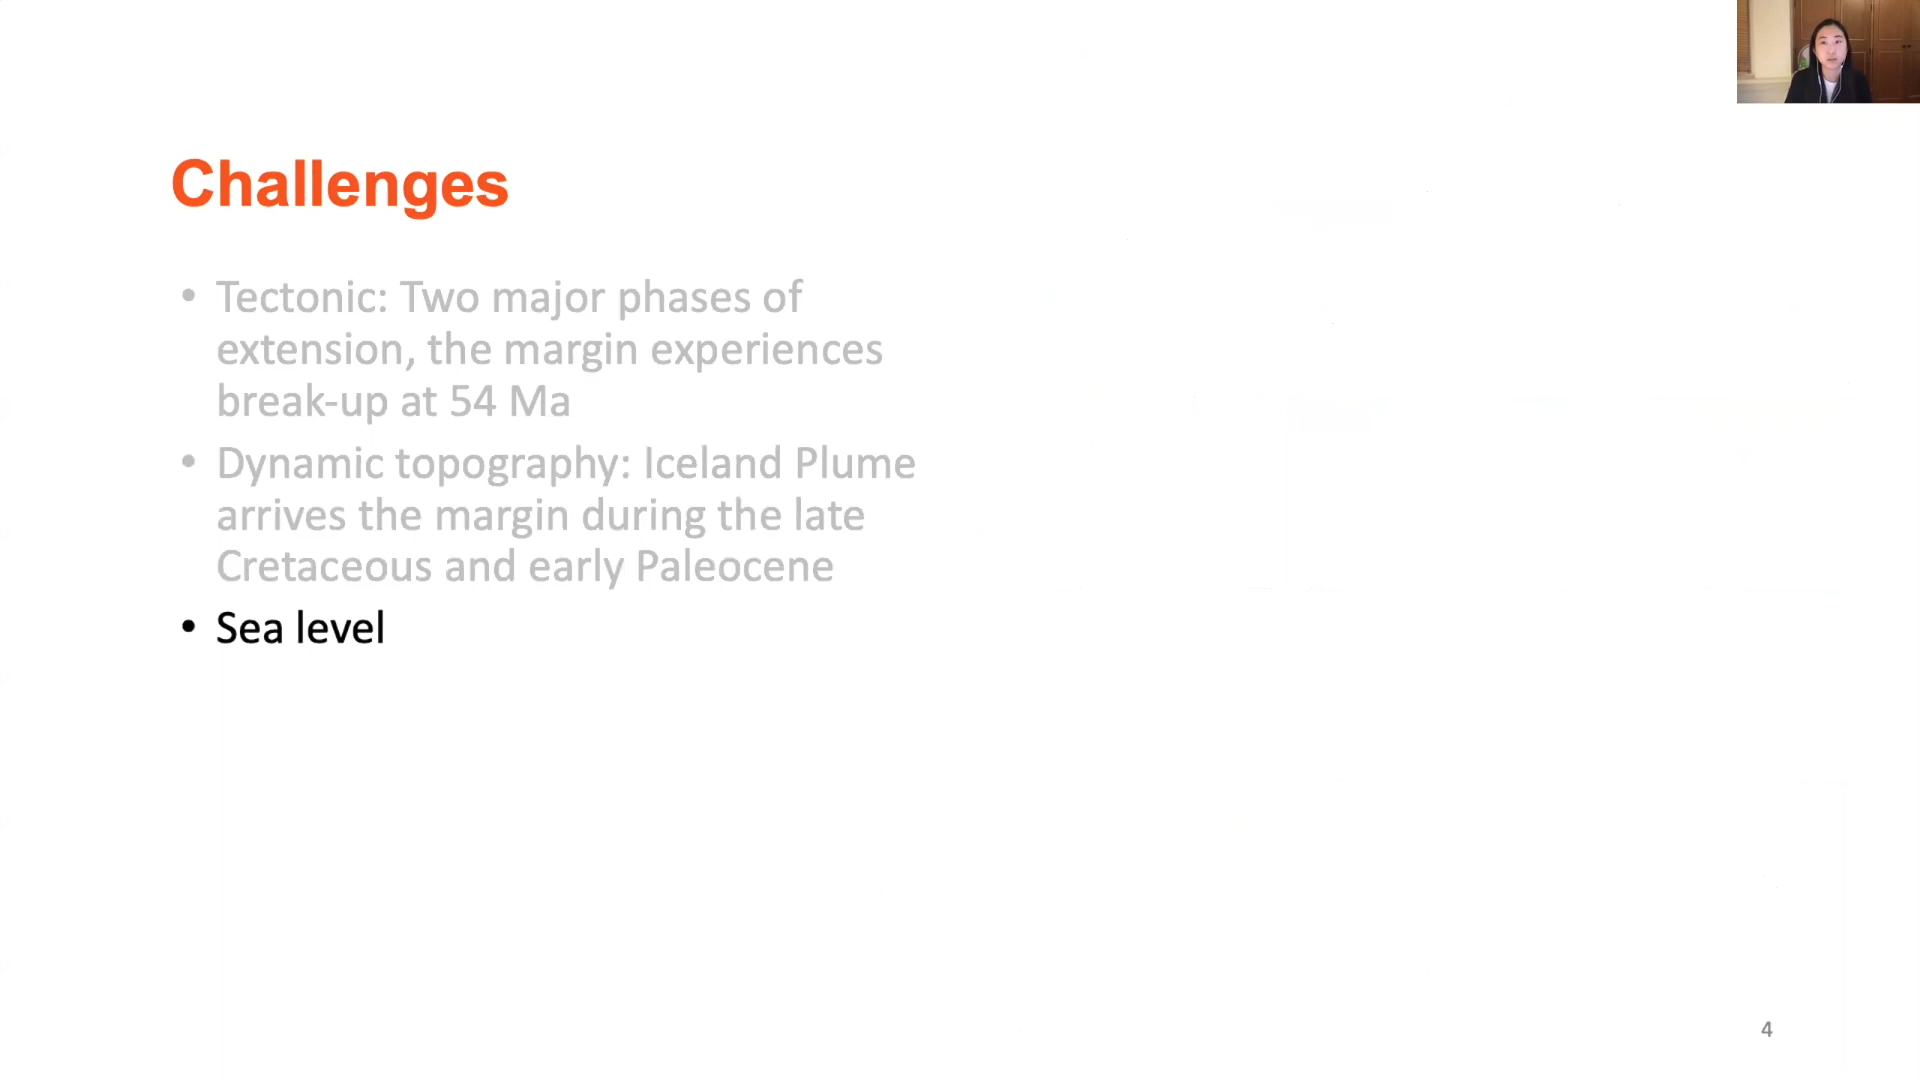 Challenges
• Tectonic: Two major phases of
extension, the margin experiences
break-up at 54 Ma
• Dynamic topography: Iceland Plume
arrives the margin during the late
Cretaceous and early Paleocene
• Sea level
4